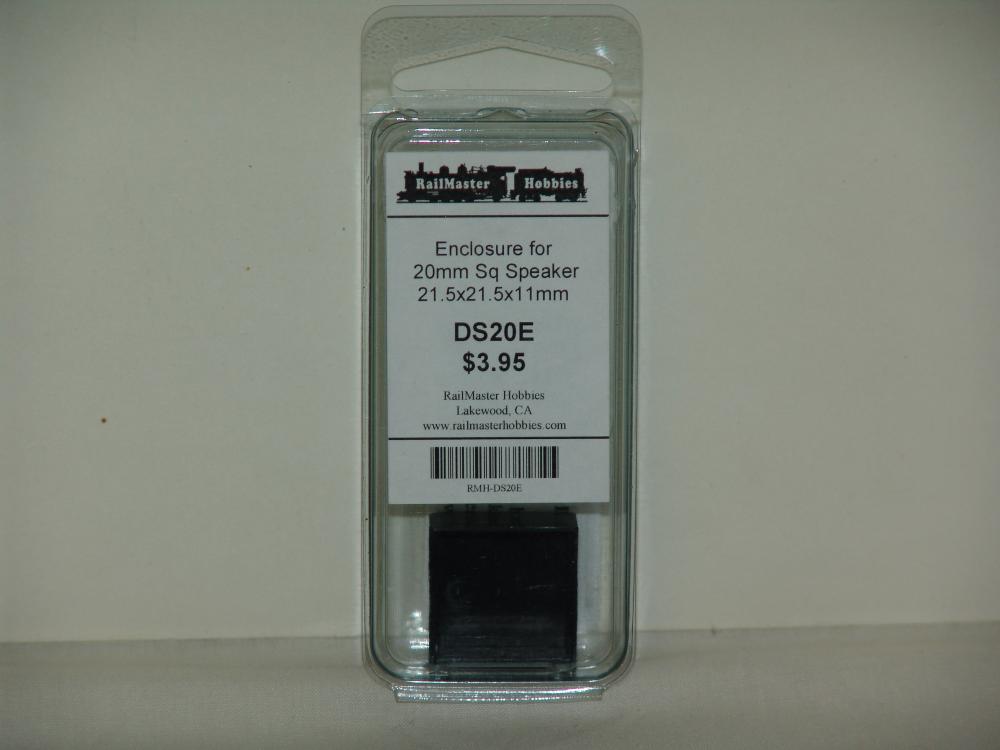 RailMaster Hobbies
Enclosure for
20mm Sq Speaker
21.5x21.5x11mm
DS20E
$3.95
RailMaster Hobbies
Lakewood, CA
www.railmasterhobbies.com
RMH-DS20E